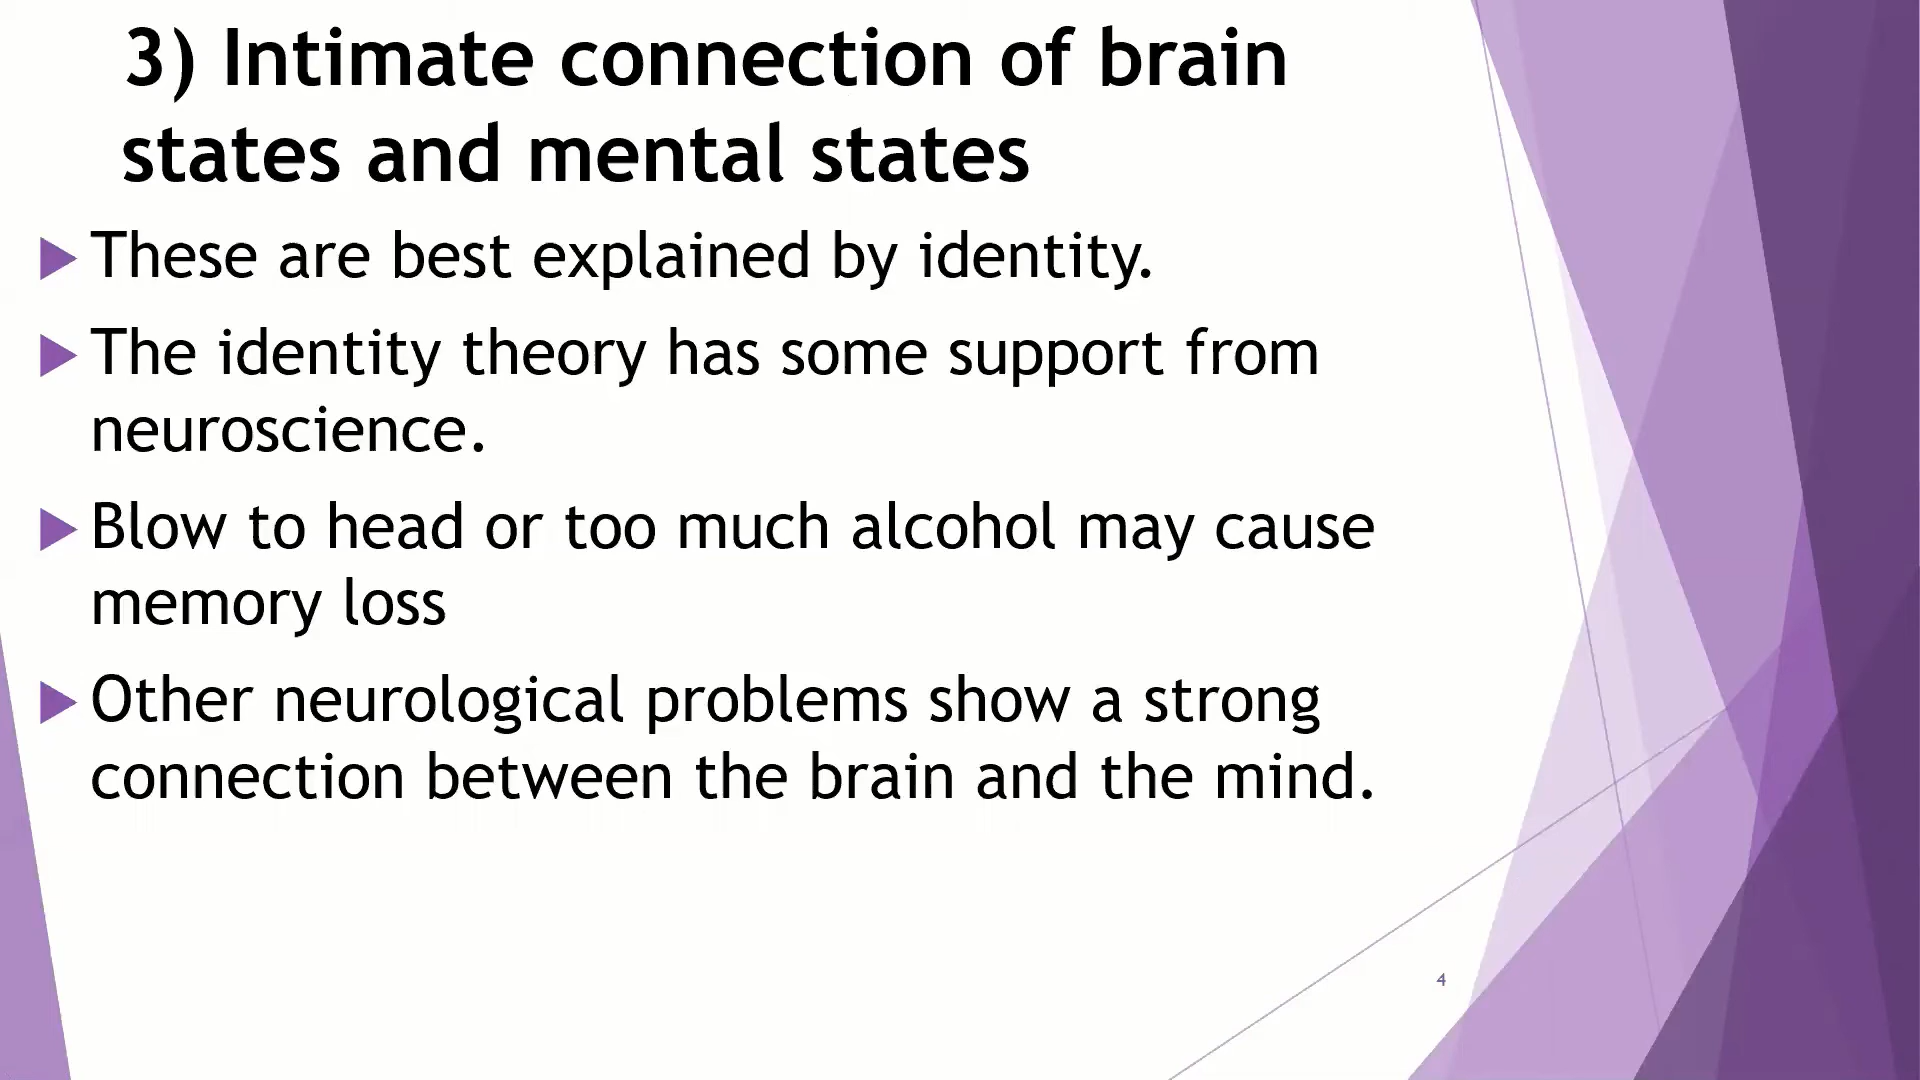 3) Intimate connection of brain
states and mental states
These are best explained by identity.
The identity theory has some support from
neuroscience.
Blow to head or too much alcohol may cause
memory loss
Other neurological problems show a strong
connection between the brain and the mind.
4